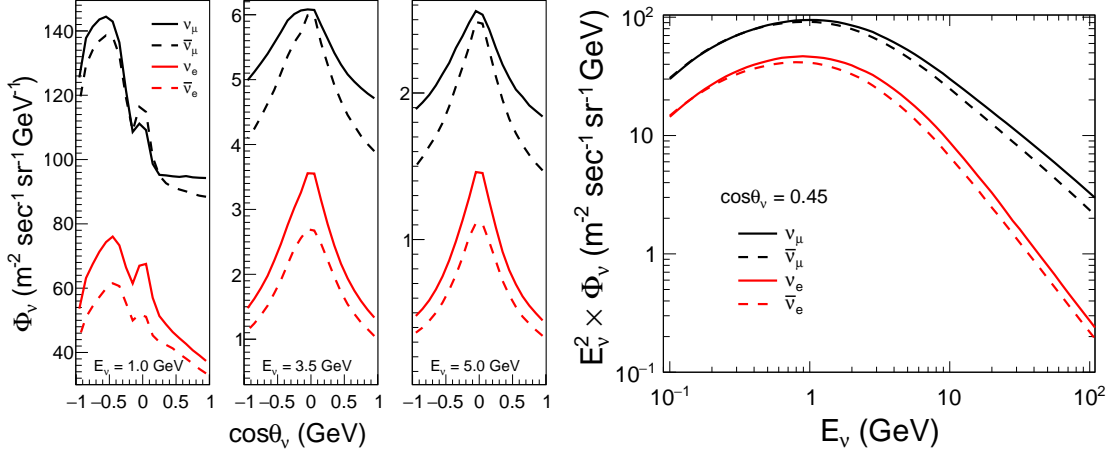 Φν (m-2 sec-1 sr-1 GeV-1)
140
120
100
80
60
40
νμ
ν̄μ
νe
ν̄e
Eν = 1.0 GeV
−1 −0.5 0 0.5 1
6
5
4
3
2
1
Eν = 3.5 GeV
−1 −0.5 0 0.5 1
2
1
Eν = 5.0 GeV
−1 −0.5 0 0.5 1
cosθν (GeV)
Eν2 × Φν (m-2 sec-1 sr-1 GeV)
102
10
1
10−1
cosθν = 0.45
νμ
ν̄μ
νe
ν̄e
10−1 1 10 102
Eν (GeV)